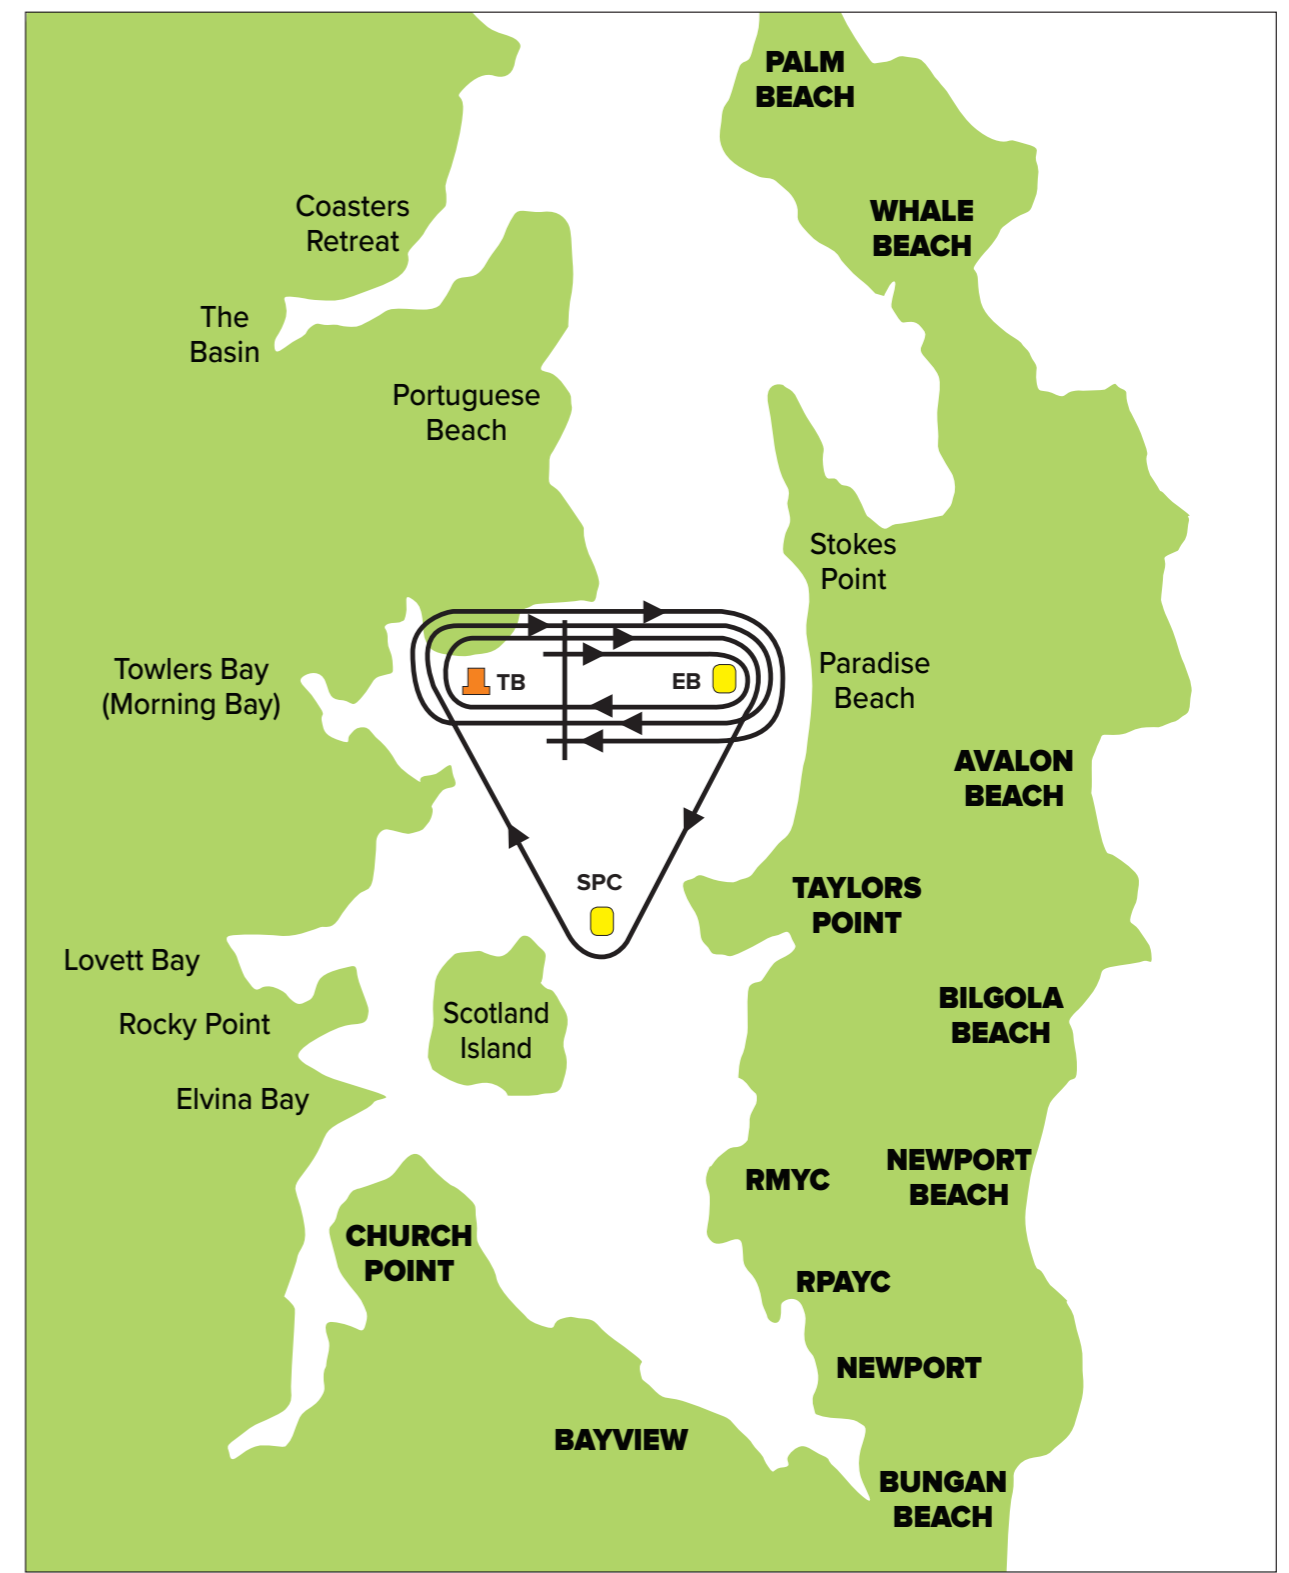 PALM
BEACH
Coasters
Retreat
WHALE
BEACH
The
Basin
Portuguese
Beach
Stokes
Point
Towlers Bay
(Morning Bay)
TB
EB
Paradise
Beach
AVALON
BEACH
SPC
TAYLORS
POINT
Lovett Bay
Rocky Point
Scotland
Island
BILGOLA
BEACH
Elvina Bay
RMYC
NEWPORT
BEACH
CHURCH
POINT
RPAYC
NEWPORT
BAYVIEW
BUNGAN
BEACH